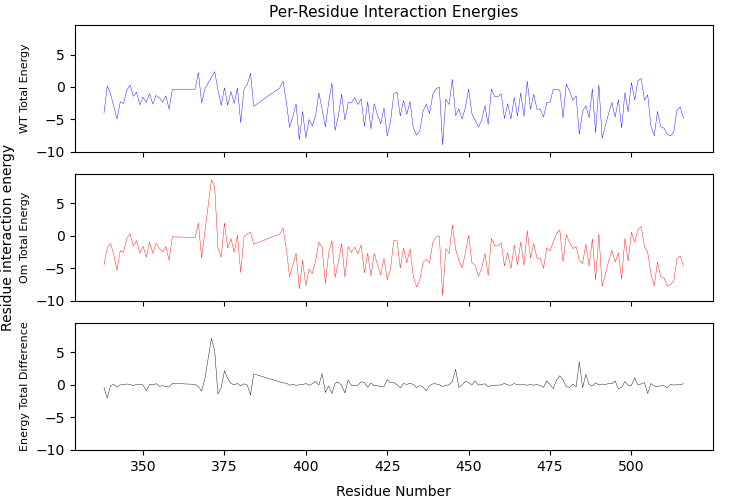 Per-Residue Interaction Energies
Residue interaction energy
WT Total Energy
5
0
−5
−10
Om Total Energy
5
0
−5
−10
Energy Total Difference
5
0
−5
−10
350 375 400 425 450 475 500
Residue Number